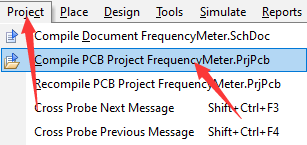 Project Place Design Tools Simulate Reports
Compile Document FrequencyMeter.SchDoc
Compile PCB Project FrequencyMeter.PrjPcb
Recompile PCB Project FrequencyMeter.PrjPcb
Cross Probe Next Message Shift+Ctrl+F3
Cross Probe Previous Message Shift+Ctrl+F4